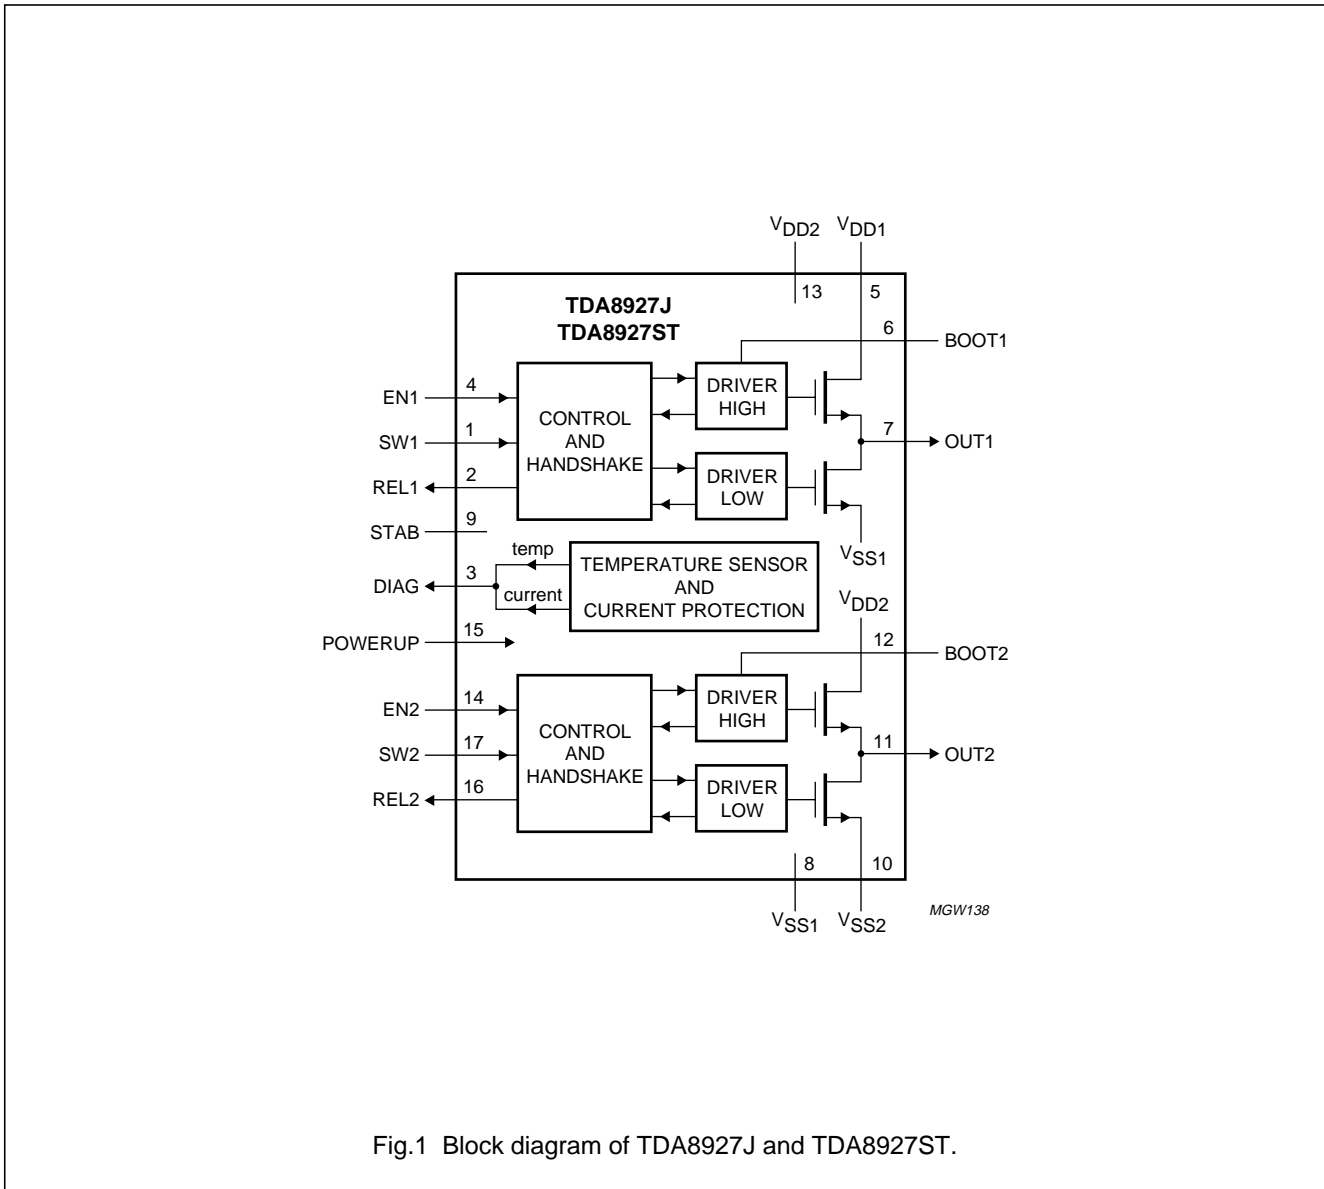 VDD2 VDD1
13 5
TDA8927J
TDA8927ST
6 BOOT1
EN1 4
SW1 1
REL1 2
STAB 9
CONTROL
AND
HANDSHAKE
DRIVER
HIGH
DRIVER
LOW
7 OUT1
VSS1
DIAG 3
temp
current
TEMPERATURE SENSOR
AND
CURRENT PROTECTION
VDD2
POWERUP 15
12 BOOT2
EN2 14
SW2 17
REL2 16
CONTROL
AND
HANDSHAKE
DRIVER
HIGH
DRIVER
LOW
11 OUT2
8 10
VSS1 VSS2
MGW138
Fig.1 Block diagram of TDA8927J and TDA8927ST.